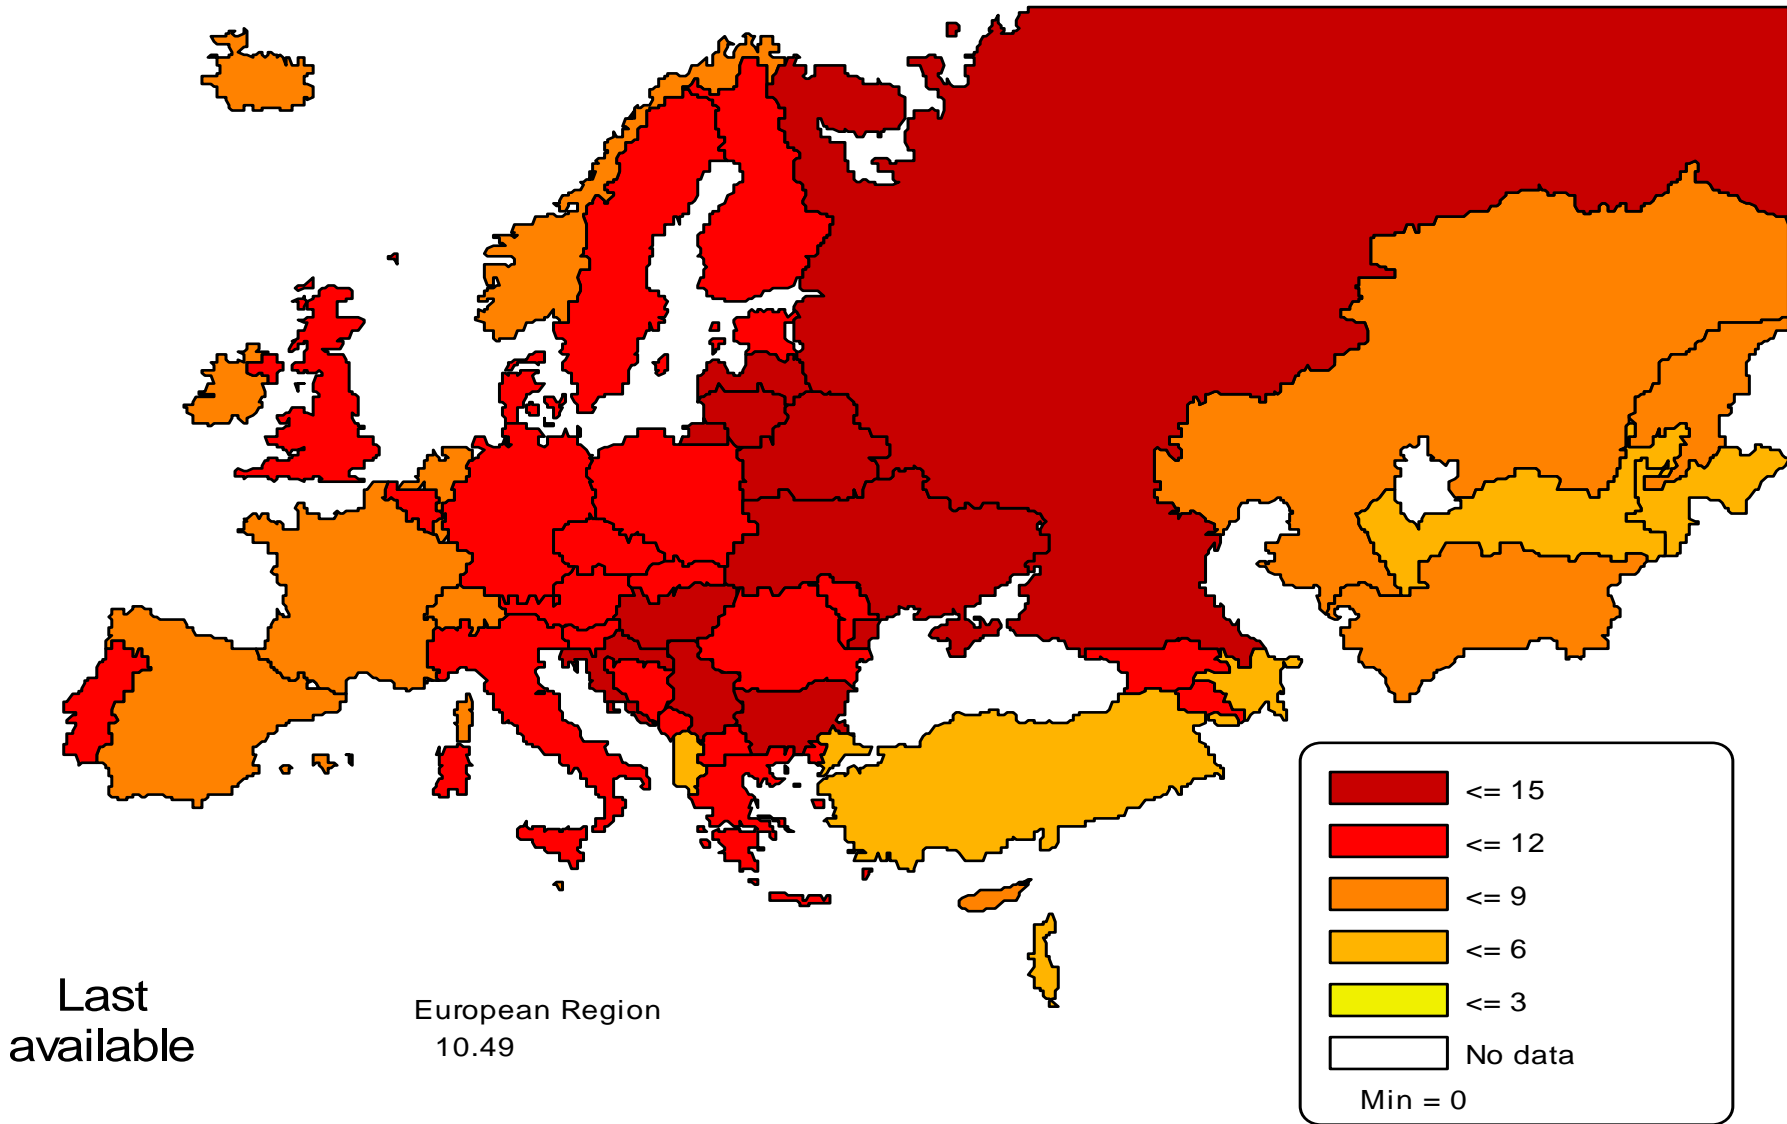 <= 15
<= 12
<= 9
<= 6
<= 3
No data
Min = 0
Last
available
European Region
10.49